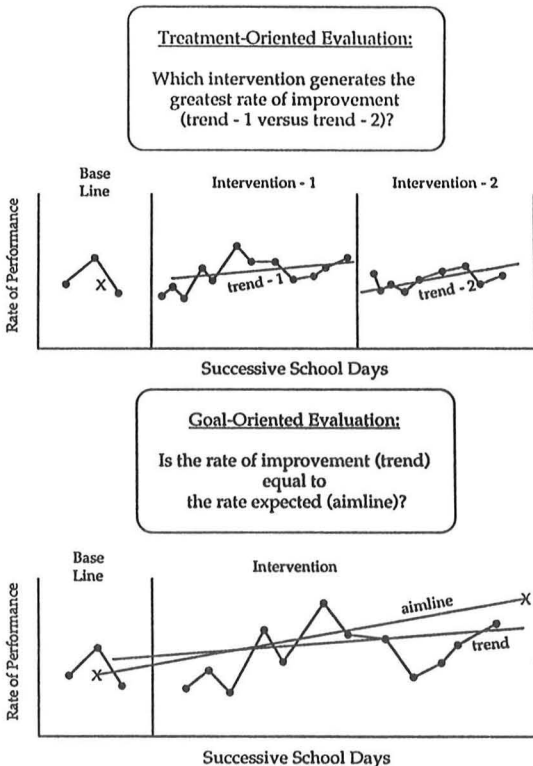 Treatment-Oriented Evaluation:
Which intervention generates the
greatest rate of improvement
(trend - 1 versus trend - 2)?
Base
Line
Intervention - 1
Intervention - 2
Rate of Performance
X
trend - 1
trend - 2
Successive School Days
Goal-Oriented Evaluation:
Is the rate of improvement (trend)
equal to
the rate expected (aimline)?
Base
Line
Intervention
Rate of Performance
X
aimline
X
trend
Successive School Days